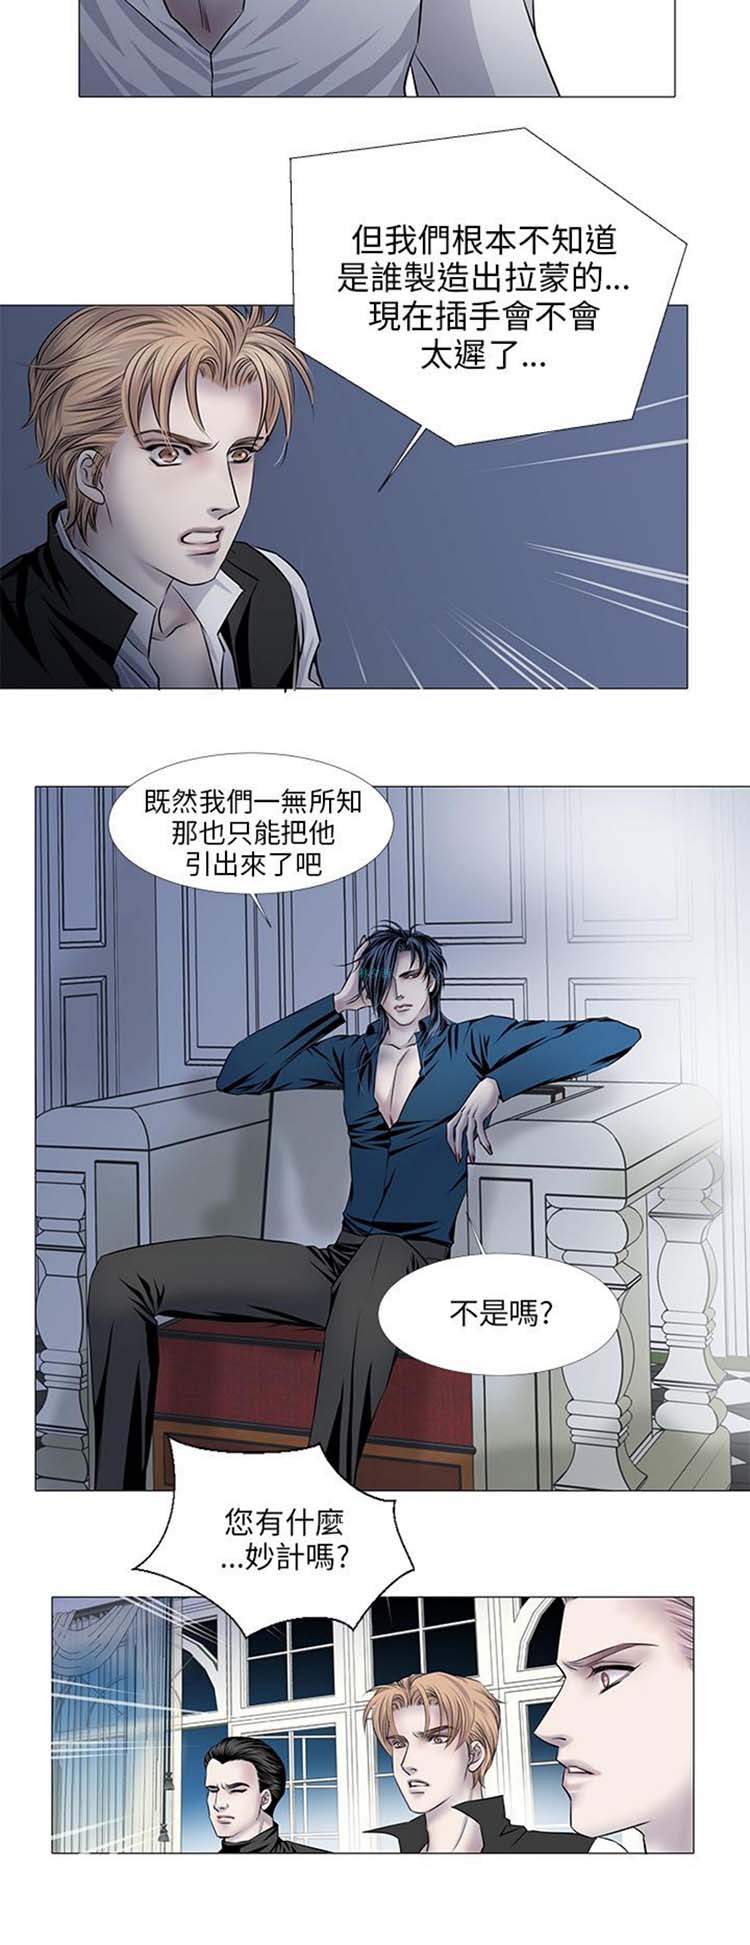 但我們根本不知道
是誰製造出拉蒙的...
現在插手會不會
太遲了...
既然我們一無所知
那也只能把他
引出來了吧
不是嗎?
您有什麼
...妙計嗎?